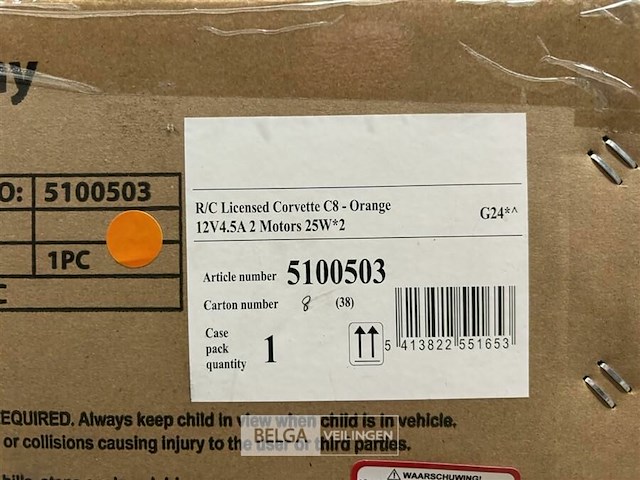 ny
O: 5100503
1PC
C
R/C Licensed Corvette C8 - Orange
12V4.5A 2 Motors 25W*2
G24*^
Article number 5100503
Carton number 8 (38)
Case
pack
quantity
1
5 413822 551653
EQUIRED. Always keep child in view when child is in vehicle.
or collisions causing injury to the user or third parties.
BELGA VEILINGEN
WAARSCHUWING!